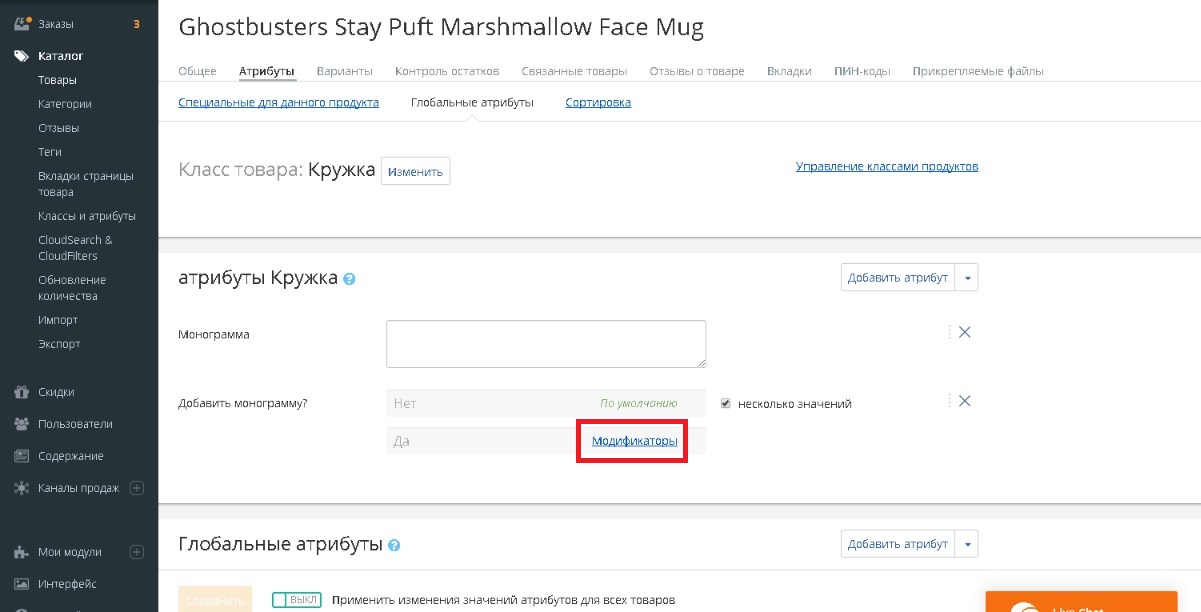 Заказы 3
Каталог
Товары
Категории
Отзывы
Теги
Вкладки страницы
товара
Классы и атрибуты
CloudSearch &
CloudFilters
Обновление
количества
Импорт
Экспорт
Скидки
Пользователи
Содержание
Каналы продаж
Мои модули
Интерфейс
Ghostbusters Stay Puft Marshmallow Face Mug
Общее Атрибуты Варианты Контроль остатков Связанные товары Отзывы о товаре Вкладки ПИН-коды Прикрепляемые файлы
Специальные для данного продукта Глобальные атрибуты Сортировка
Класс товара: Кружка Изменить Управление классами продуктов
атрибуты Кружка ? Добавить атрибут
Монограмма
Добавить монограмму? Нет По умолчанию несколько значений
Да Модификаторы
Глобальные атрибуты ? Добавить атрибут
Сохранить ВЫКЛ Применить изменения значений атрибутов для всех товаров
Live Chat